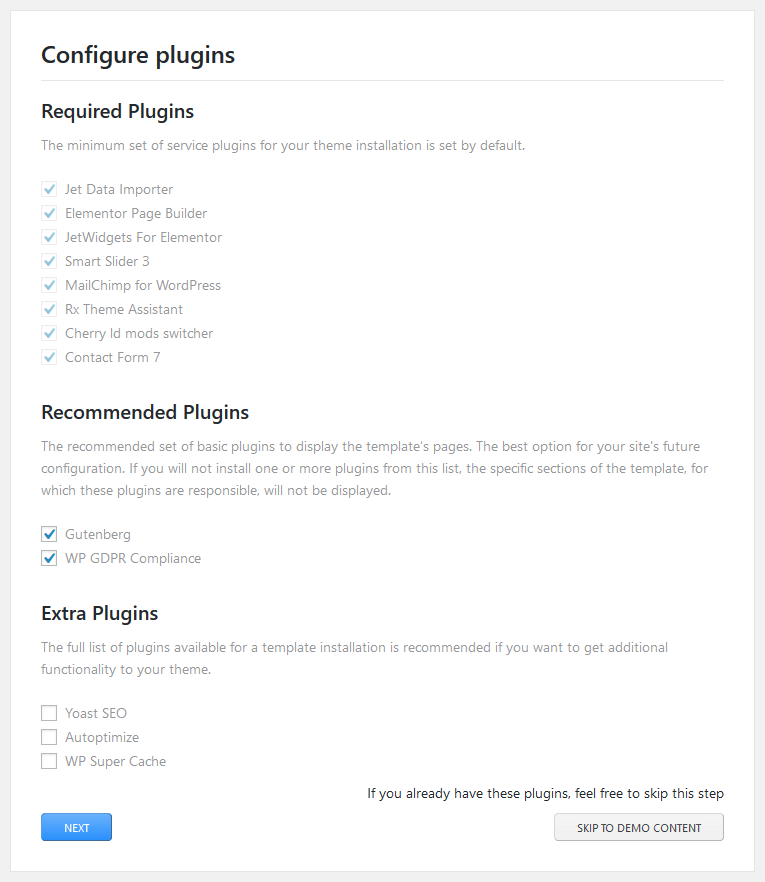 Configure plugins
Required Plugins
The minimum set of service plugins for your theme installation is set by default.
Jet Data Importer
Elementor Page Builder
JetWidgets For Elementor
Smart Slider 3
MailChimp for WordPress
Rx Theme Assistant
Cherry ld mods switcher
Contact Form 7
Recommended Plugins
The recommended set of basic plugins to display the template's pages. The best option for your site's future
configuration. If you will not install one or more plugins from this list, the specific sections of the template, for
which these plugins are responsible, will not be displayed.
Gutenberg
WP GDPR Compliance
Extra Plugins
The full list of plugins available for a template installation is recommended if you want to get additional
functionality to your theme.
Yoast SEO
Autoptimize
WP Super Cache
If you already have these plugins, feel free to skip this step
NEXT
SKIP TO DEMO CONTENT